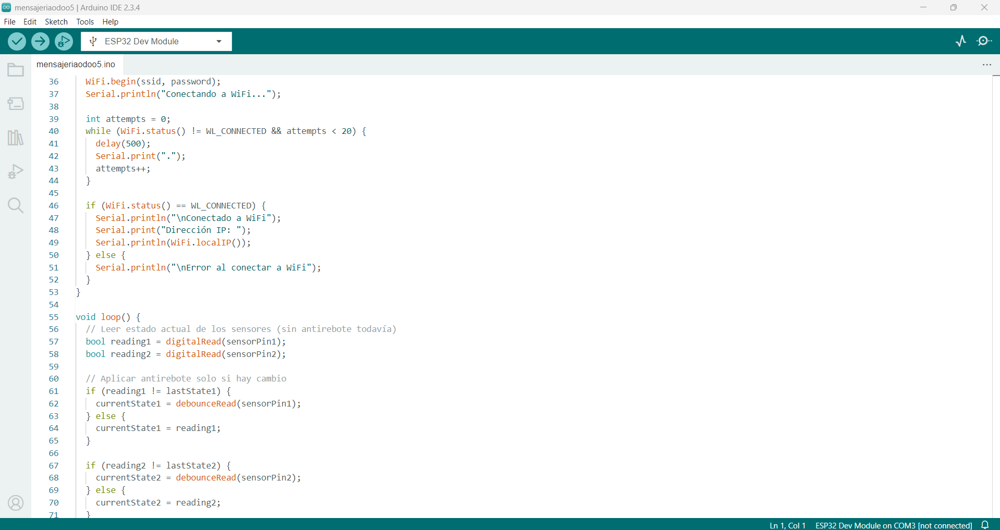 mensajeriaodoo5 | Arduino IDE 2.3.4
File Edit Sketch Tools Help
ESP32 Dev Module
mensajeriaodoo5.ino
36 WiFi.begin(ssid, password);
37 Serial.println("Conectando a WiFi...");
38
39 int attempts = 0;
40 while (WiFi.status() != WL_CONNECTED && attempts < 20) {
41 delay(500);
42 Serial.print(".");
43 attempts++;
44 }
45
46 if (WiFi.status() == WL_CONNECTED) {
47 Serial.println("\nConectado a WiFi");
48 Serial.print("Dirección IP: ");
49 Serial.println(WiFi.localIP());
50 } else {
51 Serial.println("\nError al conectar a WiFi");
52 }
53 }
54
55 void loop() {
56 // Leer estado actual de los sensores (sin antirebote todavía)
57 bool reading1 = digitalRead(sensorPin1);
58 bool reading2 = digitalRead(sensorPin2);
59
60 // Aplicar antirebote solo si hay cambio
61 if (reading1 != lastState1) {
62 currentState1 = debounceRead(sensorPin1);
63 } else {
64 currentState1 = reading1;
65 }
66
67 if (reading2 != lastState2) {
68 currentState2 = debounceRead(sensorPin2);
69 } else {
70 currentState2 = reading2;
71 }
Ln 1, Col 1 ESP32 Dev Module on COM3 [not connected]